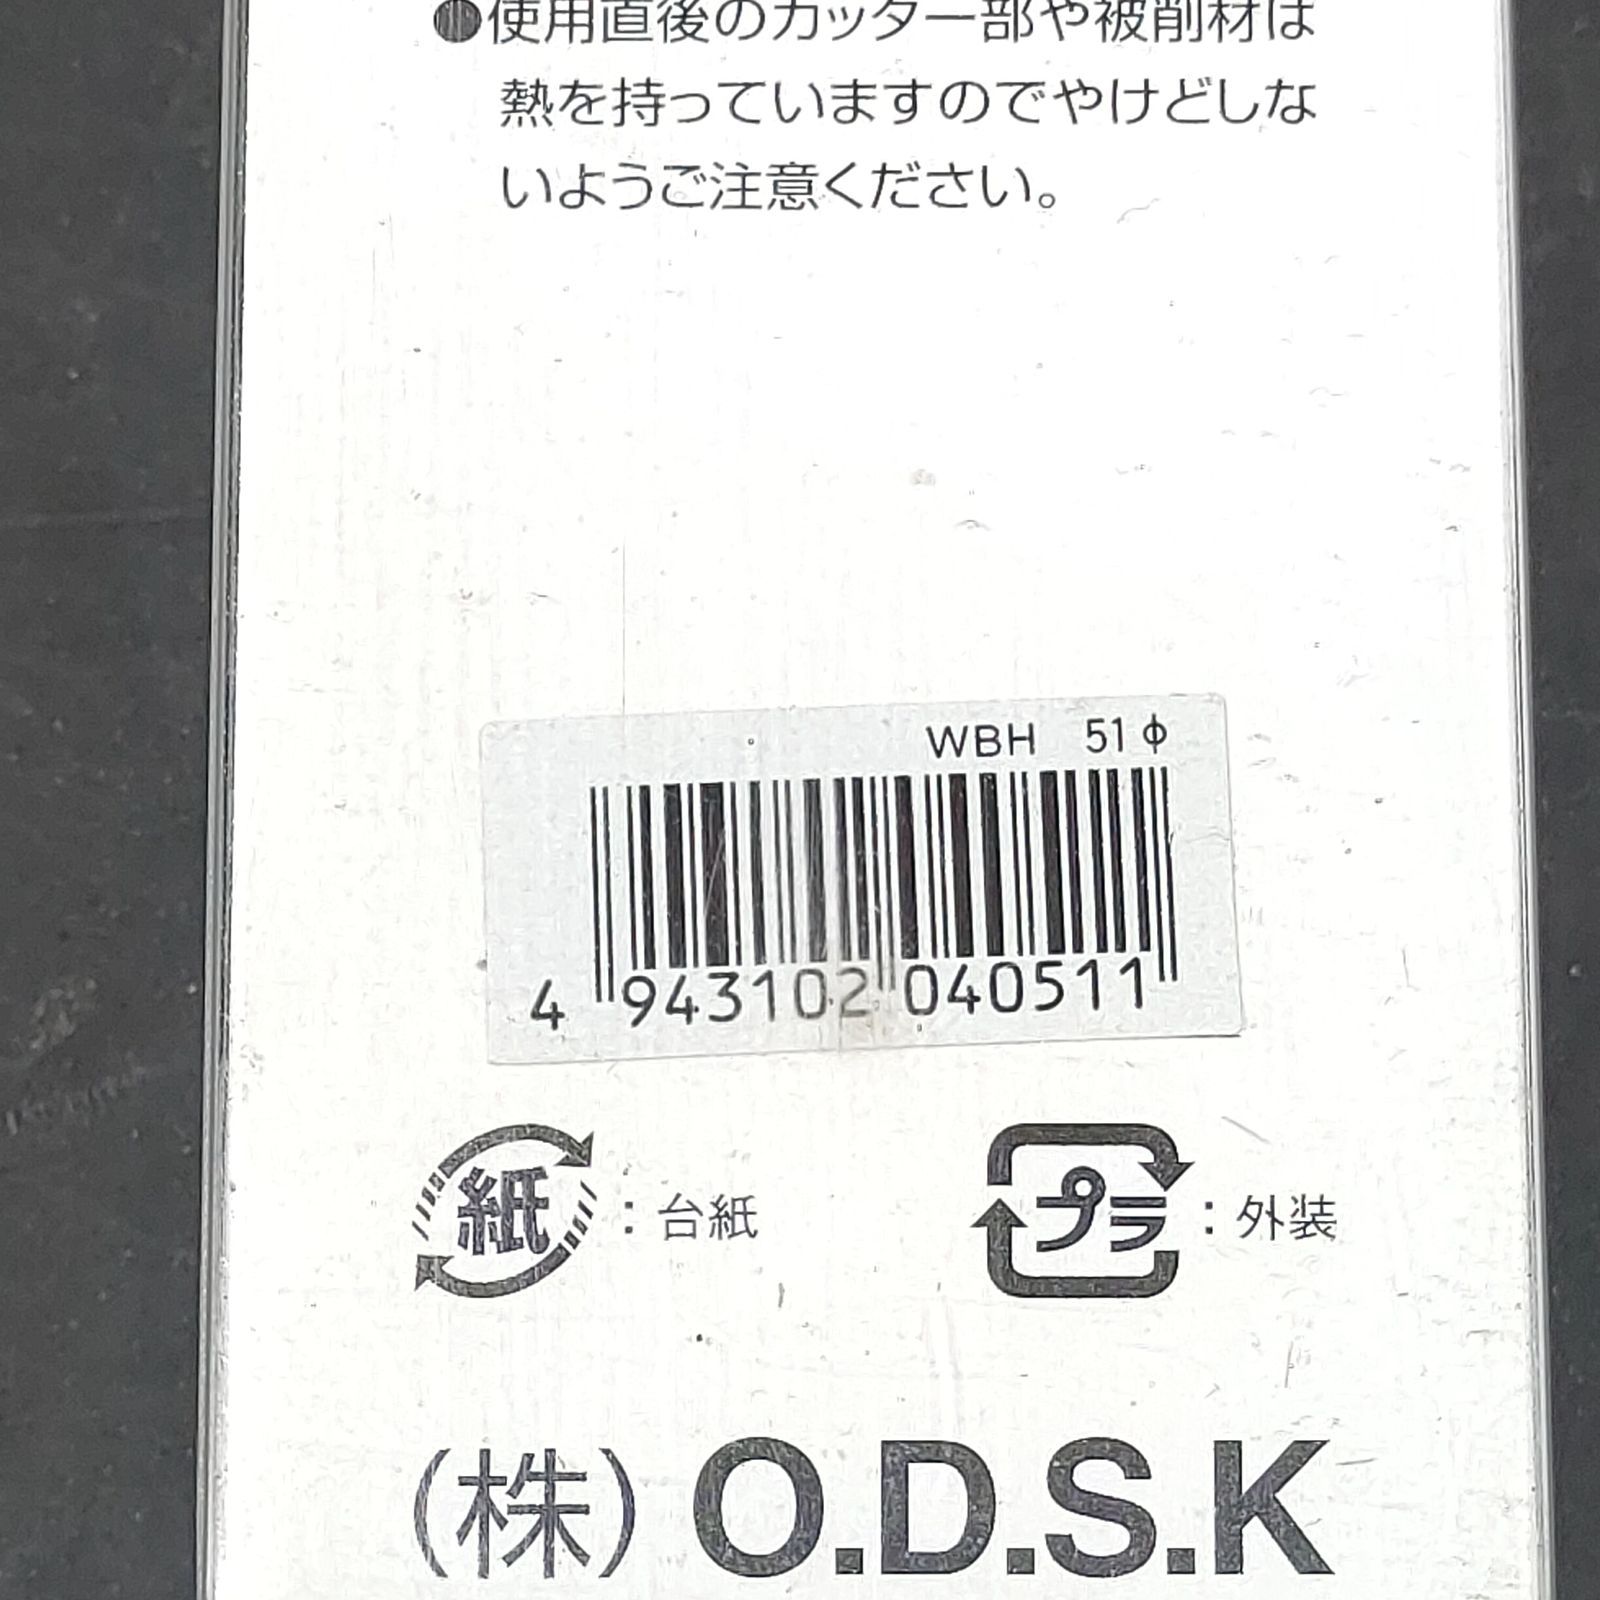 ●使用直後のカッター部や被削材は
熱を持っていますのでやけどしな
いようご注意ください。
WBH 51φ
4 943102 040511
紙：台紙 プラ：外装
(株) O.D.S.K